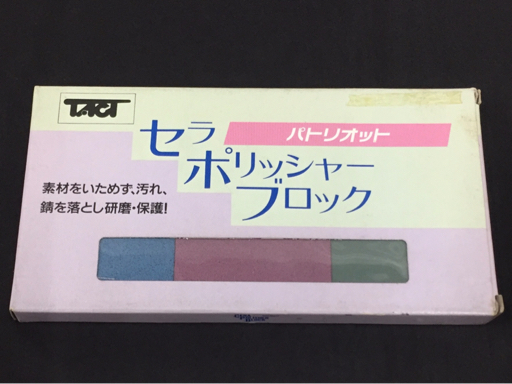 TACT
パトリオット
セラ
ポリッシャー
ブロック
素材をいためず、汚れ、
錆を落とし研磨・保護!